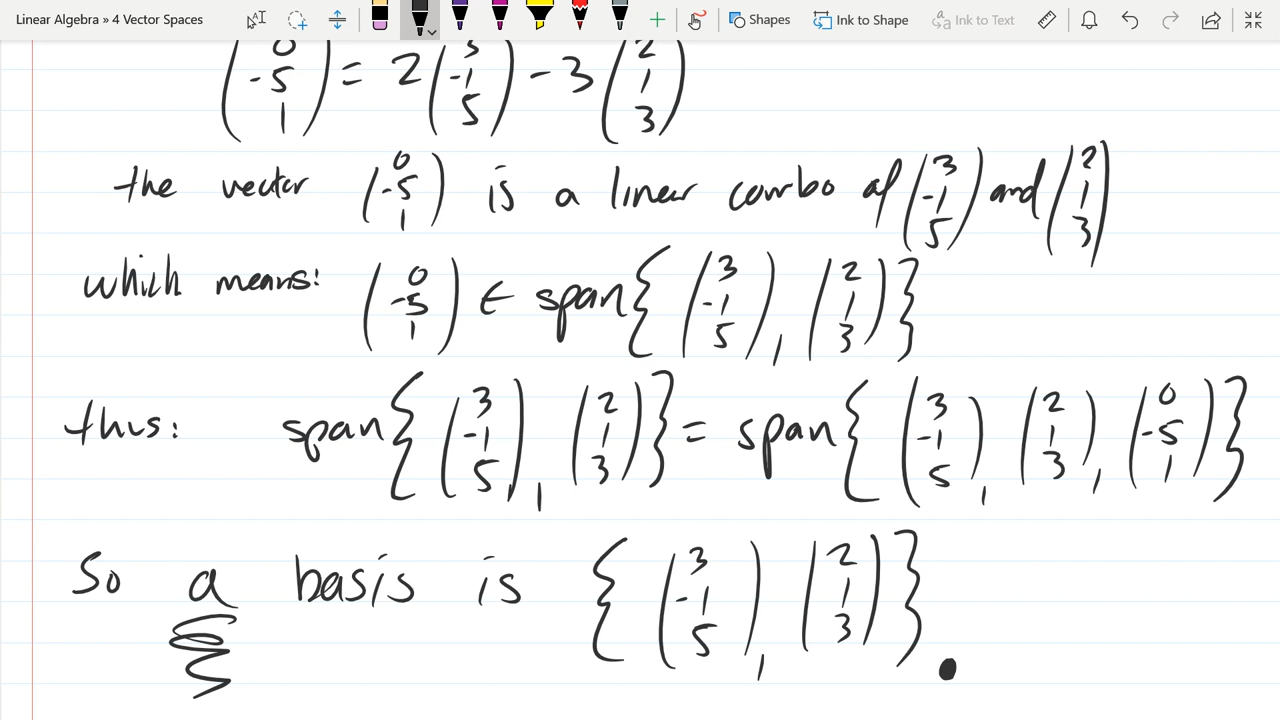 Linear Algebra » 4 Vector Spaces Shapes Ink to Shape Ink to Text
(0 -5 1) = 2 (3 -1 5) - 3 (2 1 3)
the vector (0 -5 1) is a linear combo of (3 -1 5) and (2 1 3)
which means: (0 -5 1) ∈ span{ (3 -1 5), (2 1 3) }
thus: span{ (3 -1 5), (2 1 3) } = span{ (3 -1 5), (2 1 3), (0 -5 1) }
So a basis is { (3 -1 5), (2 1 3) }.